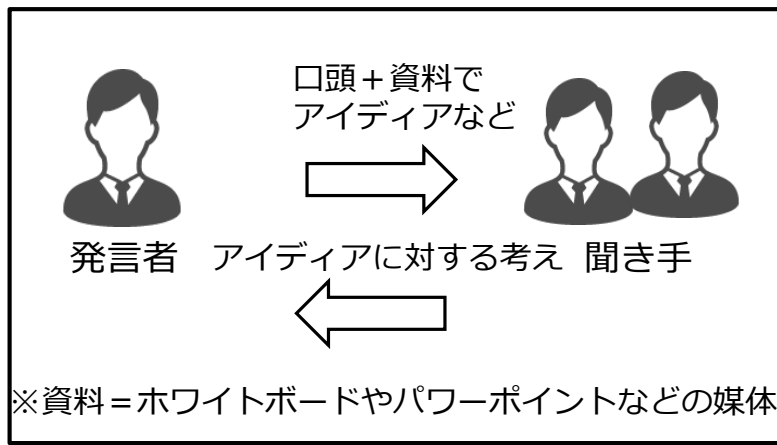 口頭＋資料で
アイディアなど
発言者
アイディアに対する考え
聞き手
※資料＝ホワイトボードやパワーポイントなどの媒体